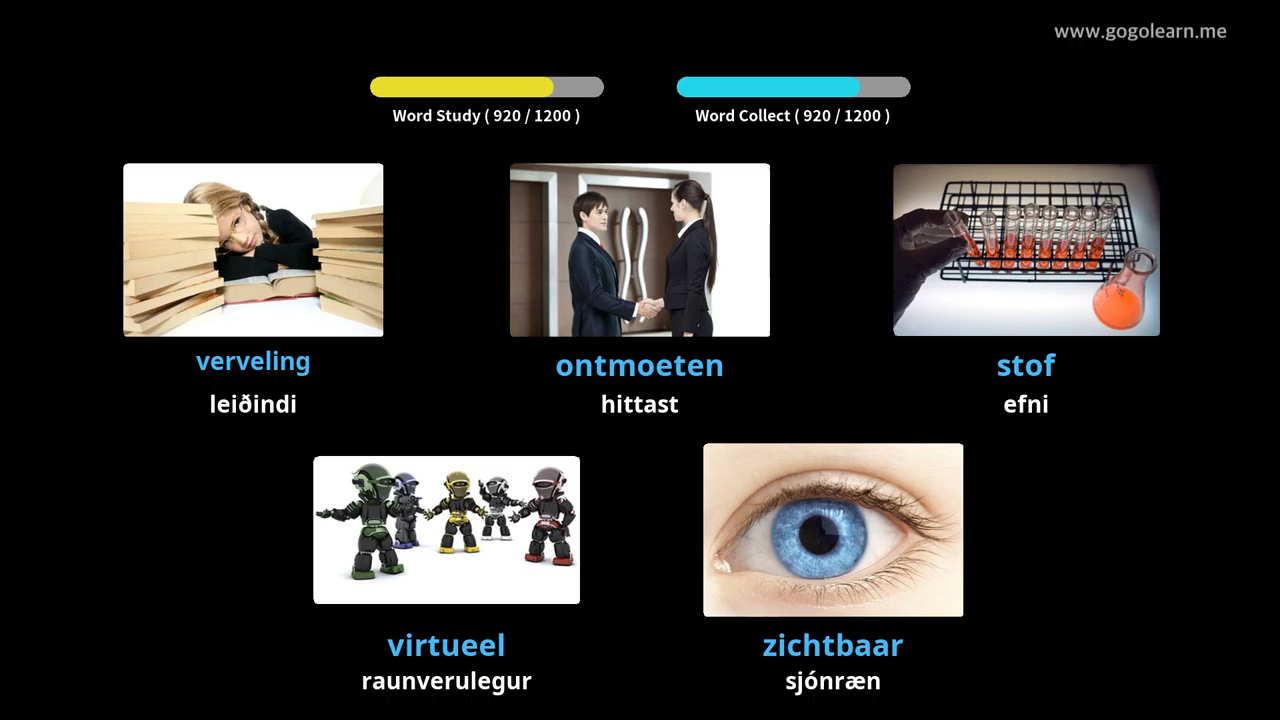 www.gogolearn.me
Word Study ( 920 / 1200 )
Word Collect ( 920 / 1200 )
verveling
leiðindi
ontmoeten
hittast
stof
efni
virtueel
raunverulegur
zichtbaar
sjónræn